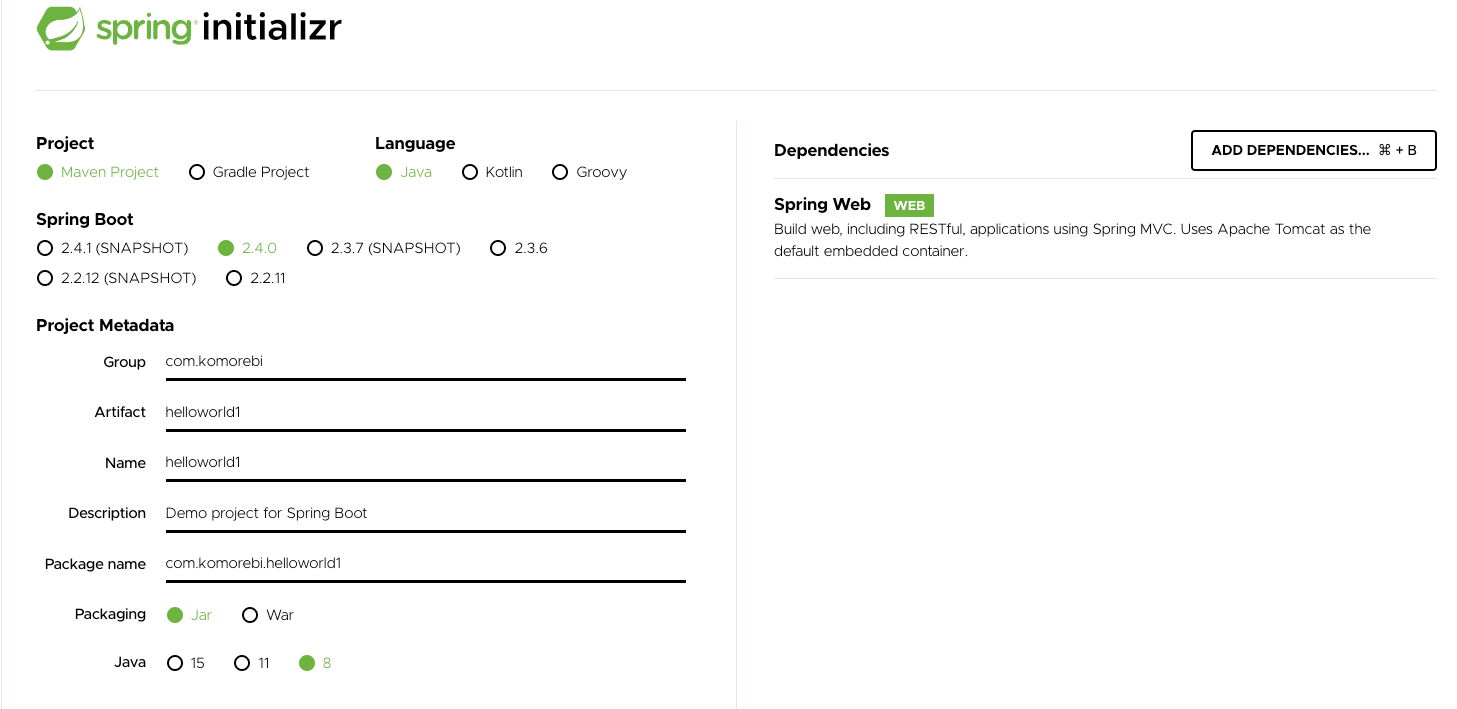 spring initializr
Project
Maven Project Gradle Project
Language
Java Kotlin Groovy
Spring Boot
2.4.1 (SNAPSHOT) 2.4.0 2.3.7 (SNAPSHOT) 2.3.6
2.2.12 (SNAPSHOT) 2.2.11
Project Metadata
Group com.komorebi
Artifact helloworld1
Name helloworld1
Description Demo project for Spring Boot
Package name com.komorebi.helloworld1
Packaging Jar War
Java 15 11 8
Dependencies ADD DEPENDENCIES... ⌘ + B
Spring Web WEB
Build web, including RESTful, applications using Spring MVC. Uses Apache Tomcat as the
default embedded container.